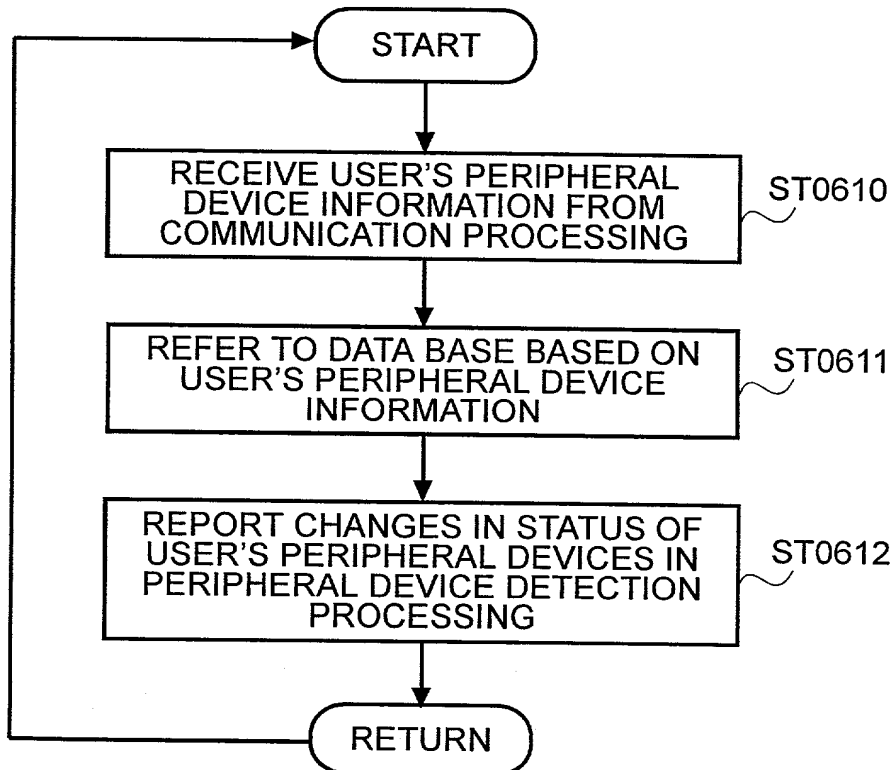 START
RECEIVE USER'S PERIPHERAL
DEVICE INFORMATION FROM
COMMUNICATION PROCESSING
ST0610
REFER TO DATA BASE BASED ON
USER'S PERIPHERAL DEVICE
INFORMATION
ST0611
REPORT CHANGES IN STATUS OF
USER'S PERIPHERAL DEVICES IN
PERIPHERAL DEVICE DETECTION
PROCESSING
ST0612
RETURN